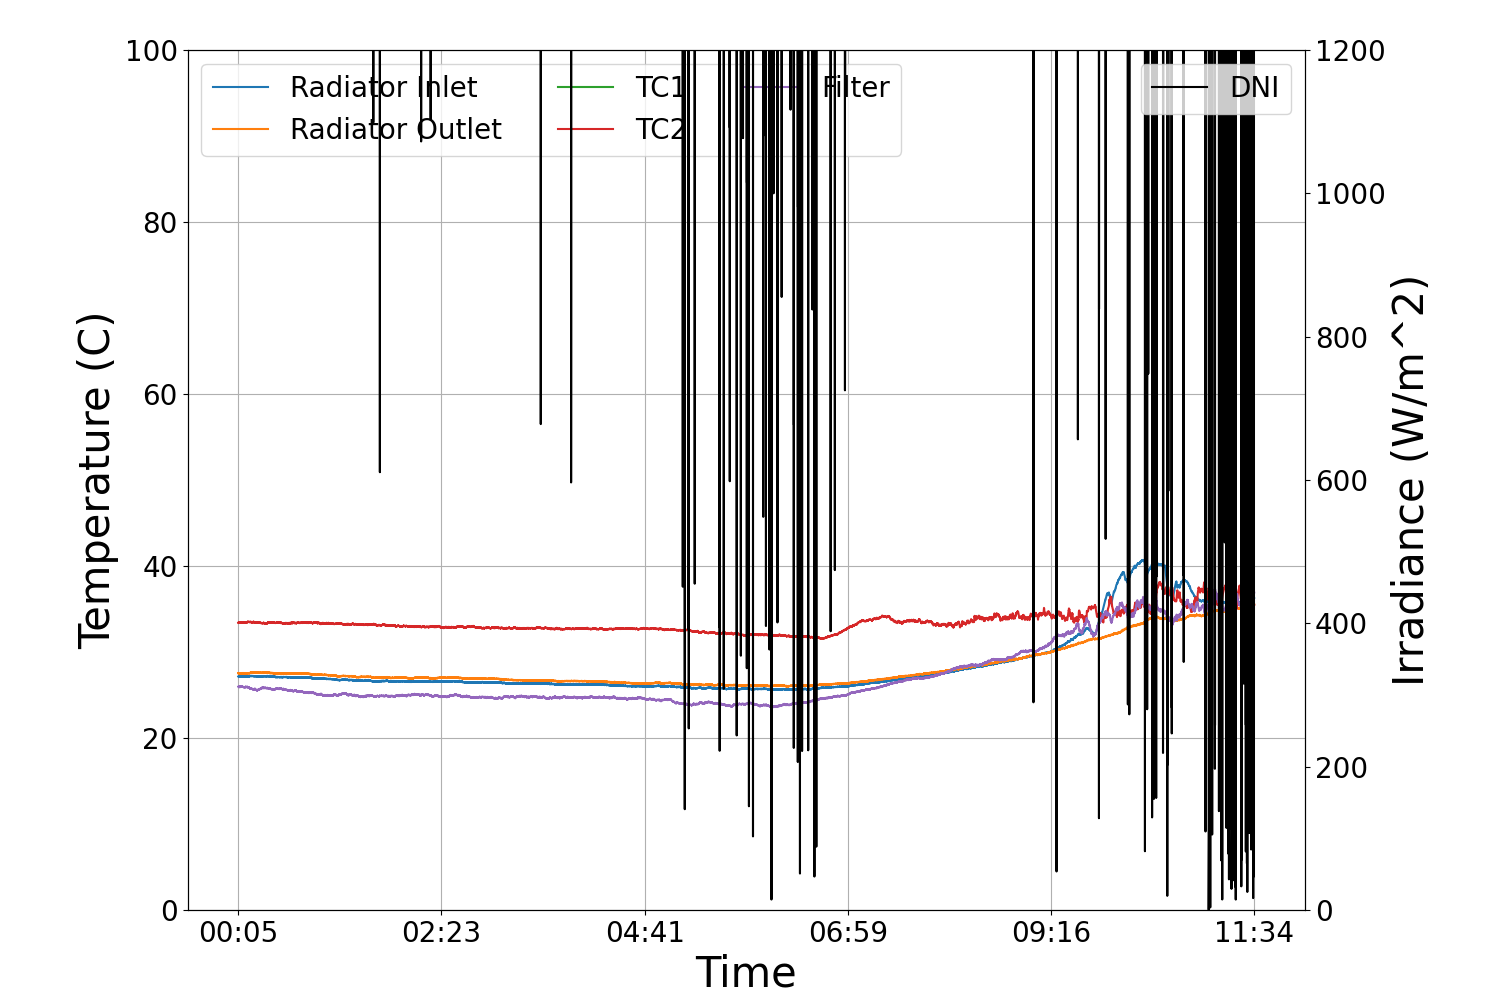 100
80
60
40
20
0
Temperature (C)
Radiator Inlet
Radiator Outlet
TC1
TC2
Filter
DNI
1200
1000
800
600
400
200
0
Irradiance (W/m^2)
00:05 02:23 04:41 06:59 09:16 11:34
Time